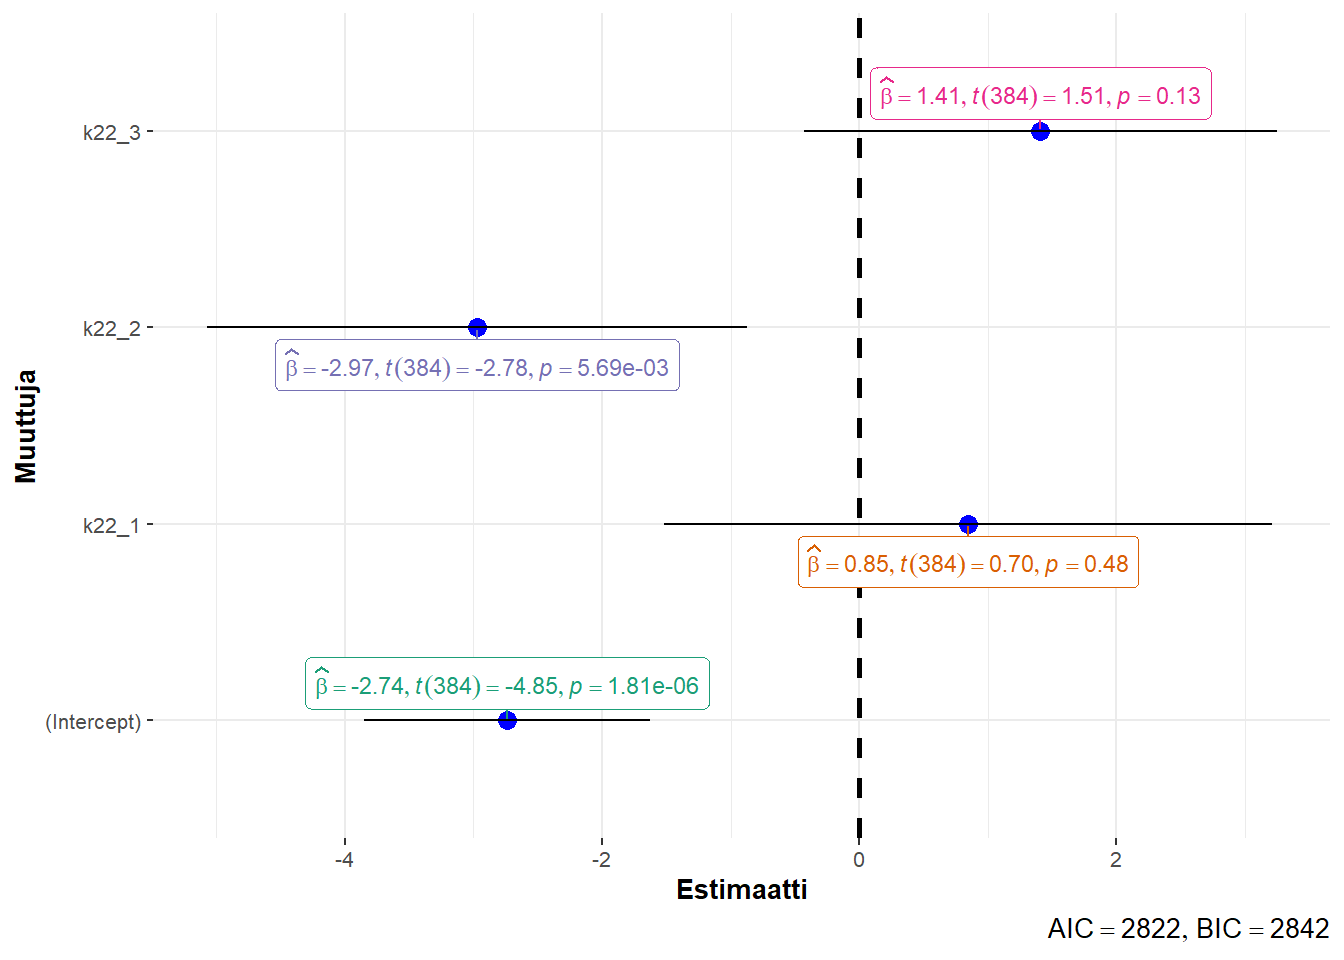 β̂ = 1.41, t(384) = 1.51, p = 0.13
k22_3
k22_2
β̂ = -2.97, t(384) = -2.78, p = 5.69e-03
Muuttuja
k22_1
β̂ = 0.85, t(384) = 0.70, p = 0.48
β̂ = -2.74, t(384) = -4.85, p = 1.81e-06
(Intercept)
-4 -2 0 2
Estimaatti
AIC = 2822, BIC = 2842